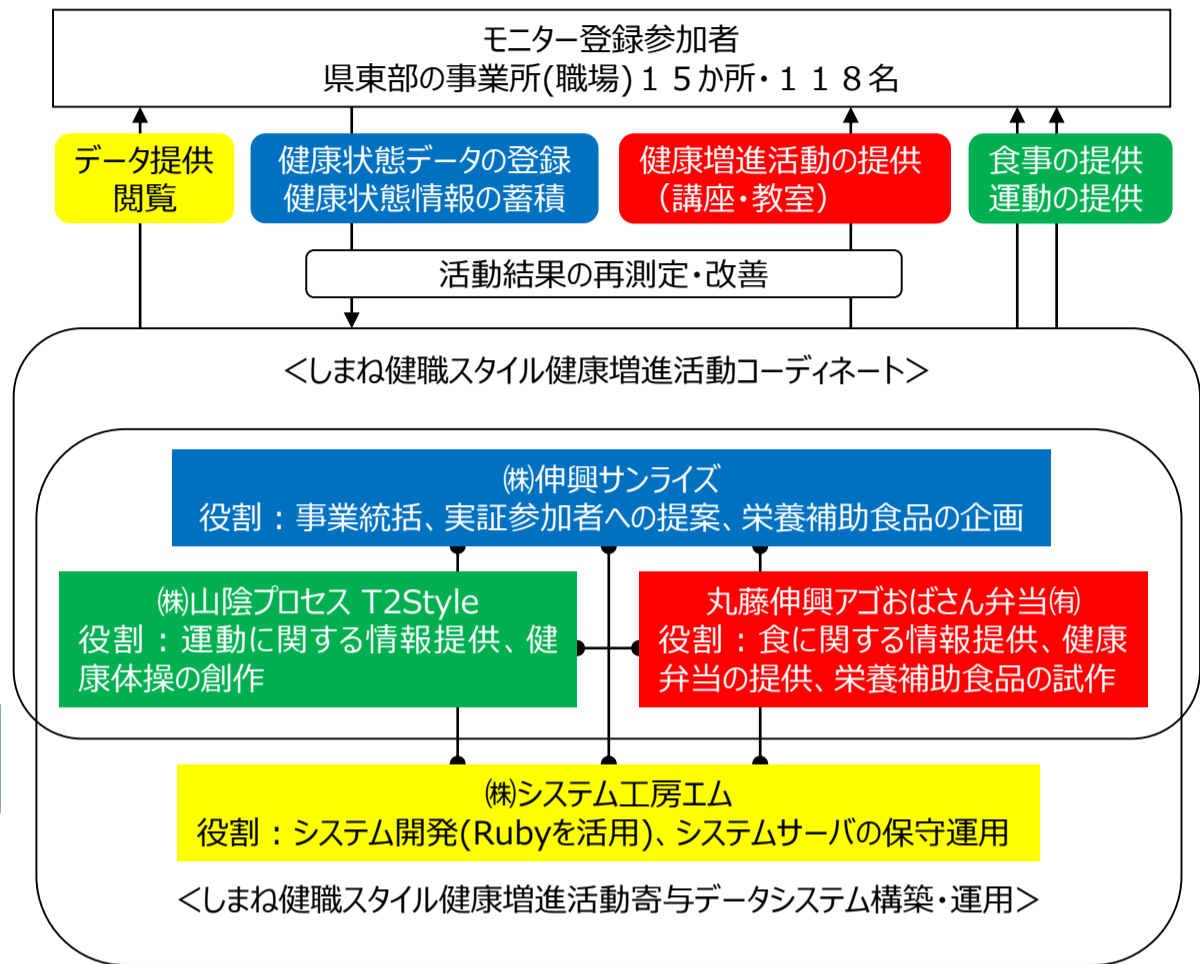 モニター登録参加者
県東部の事業所(職場)１５か所・１１８名
データ提供
閲覧
健康状態データの登録
健康状態情報の蓄積
健康増進活動の提供
（講座・教室）
食事の提供
運動の提供
活動結果の再測定・改善
＜しまね健職スタイル健康増進活動コーディネート＞
㈱伸興サンライズ
役割：事業統括、実証参加者への提案、栄養補助食品の企画
㈱山陰プロセス T2Style
役割：運動に関する情報提供、健
康体操の創作
丸藤伸興アゴおばさん弁当㈲
役割：食に関する情報提供、健康
弁当の提供、栄養補助食品の試作
㈱システム工房エム
役割：システム開発(Rubyを活用)、システムサーバの保守運用
＜しまね健職スタイル健康増進活動寄与データシステム構築・運用＞